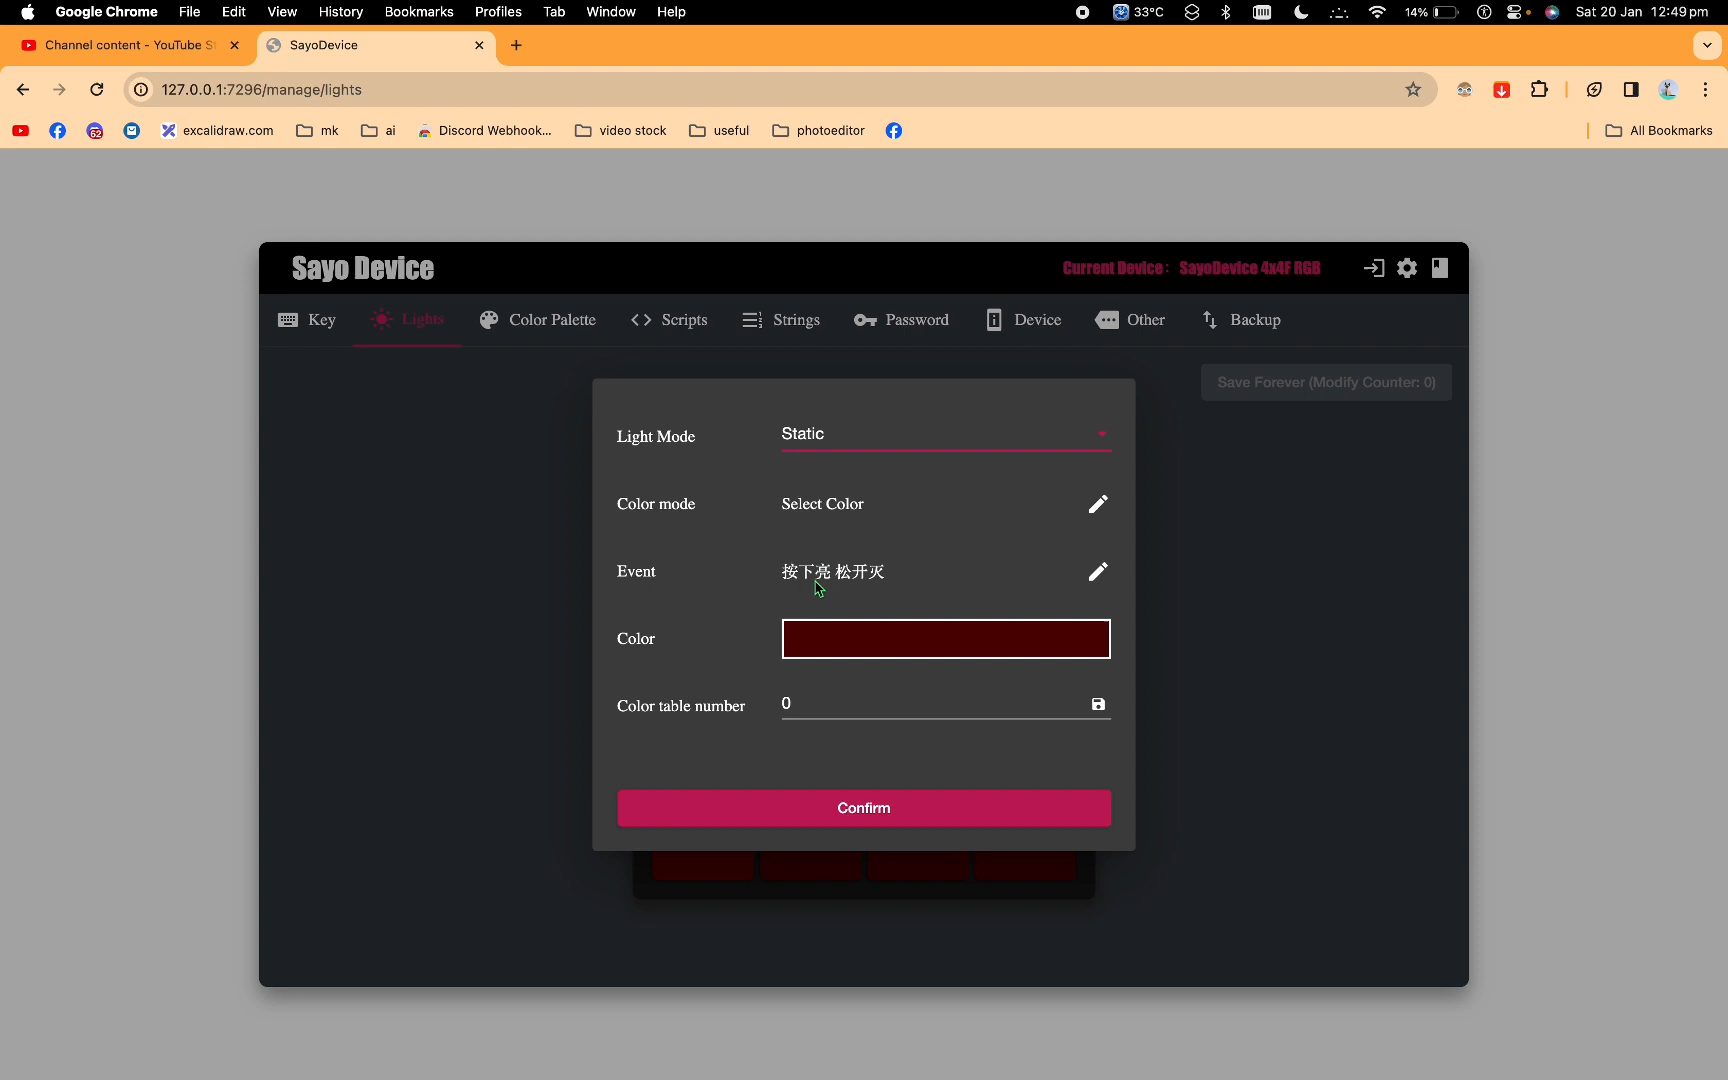 Google Chrome File Edit View History Bookmarks Profiles Tab Window Help 33°C 14% Sat 20 Jan 12:49 pm
Channel content - YouTube St SayoDevice
127.0.0.1:7296/manage/lights
62 excalidraw.com mk ai Discord Webhook... video stock useful photoeditor All Bookmarks
Sayo Device Current Device: SayoDevice 4x4F RGB
Key Lights Color Palette Scripts Strings Password Device Other Backup
Save Forever (Modify Counter: 0)
Light Mode Static
Color mode Select Color
Event 按下亮 松开灭
Color
Color table number 0
Confirm